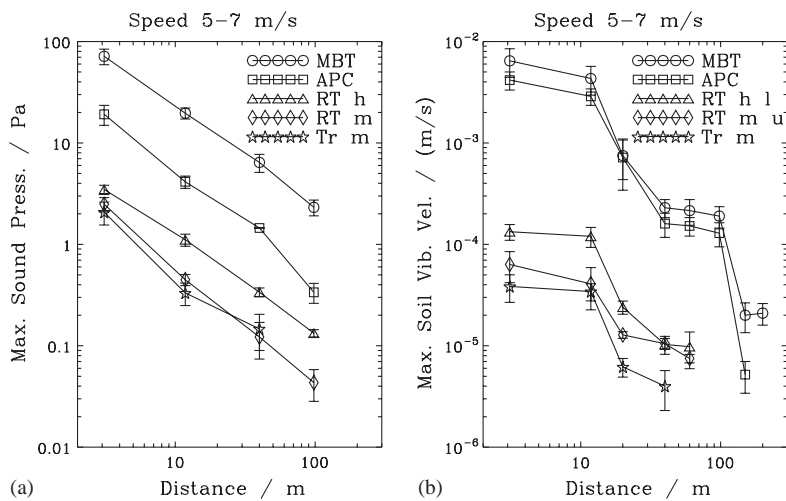 Speed 5-7 m/s
MBT
APC
RT h
RT m
Tr m
Max. Sound Press. / Pa
100
10
1
0.1
0.01
10
100
Distance / m
(a)
Speed 5-7 m/s
MBT
APC
RT h l
RT m u
Tr m
Max. Soil Vib. Vel. / (m/s)
10⁻²
10⁻³
10⁻⁴
10⁻⁵
10⁻⁶
10
100
Distance / m
(b)